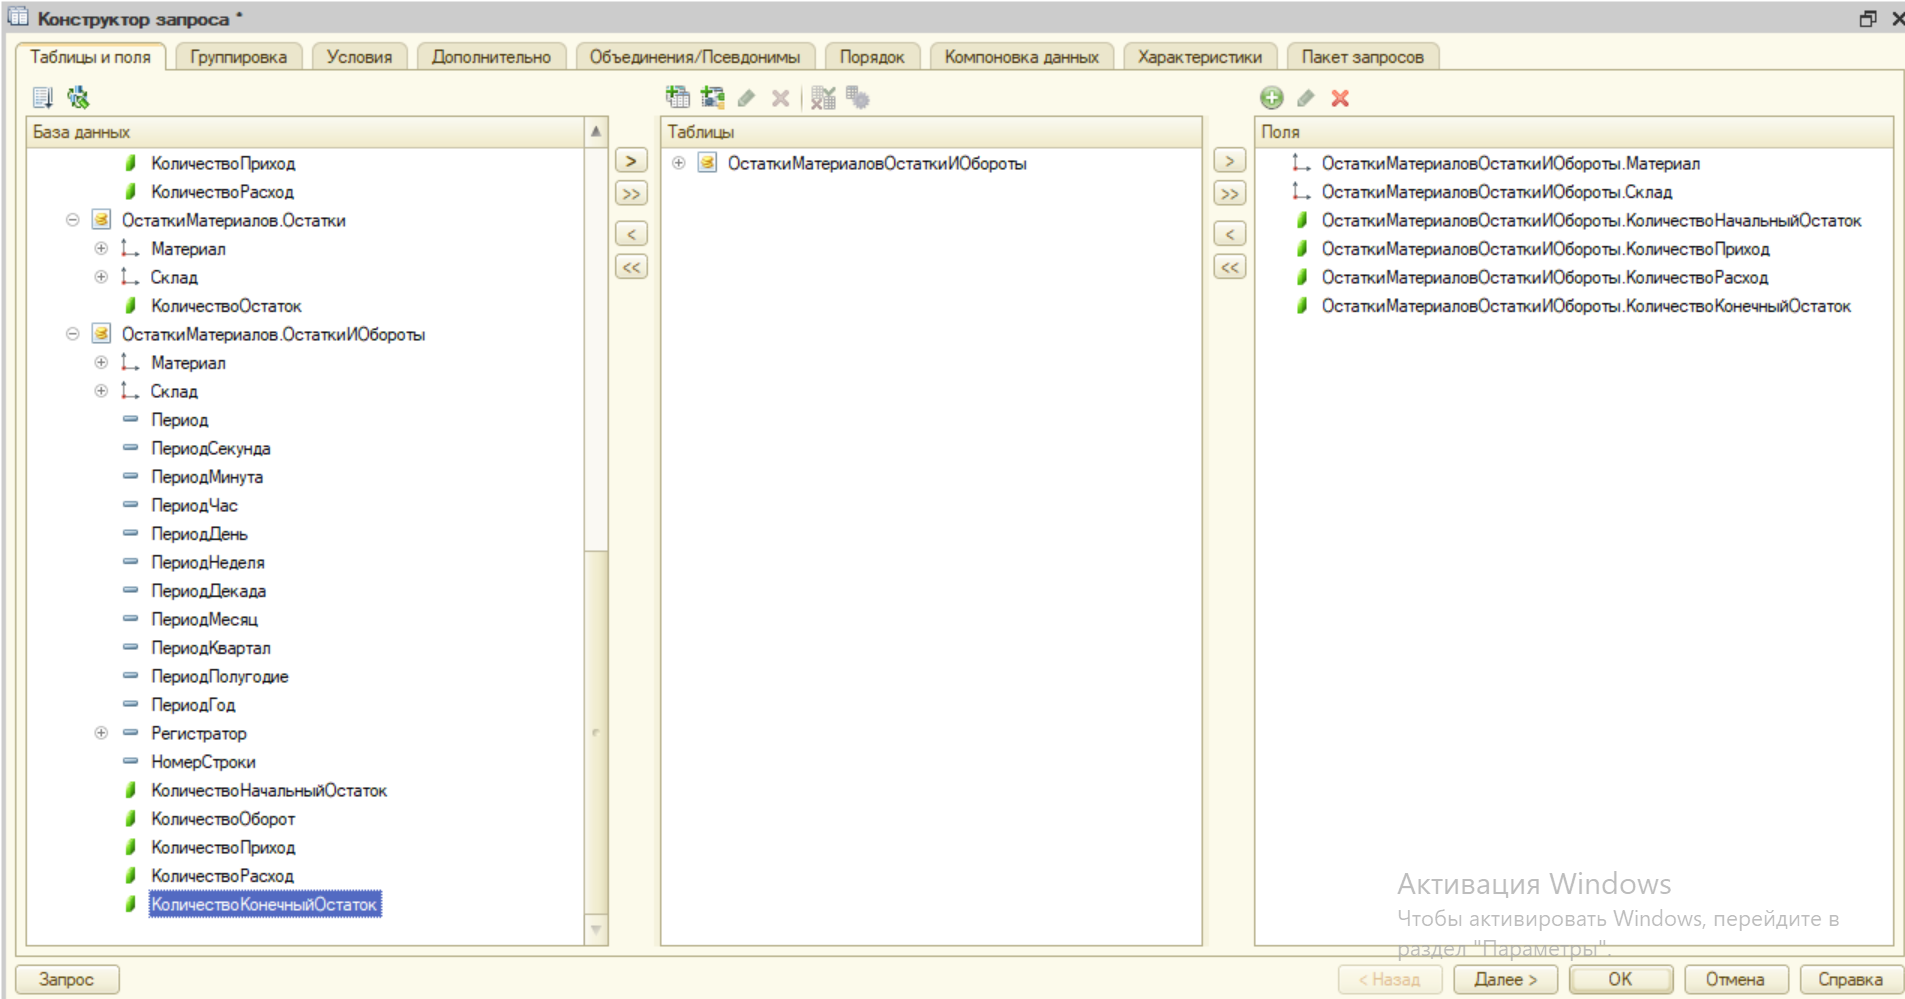 Конструктор запроса *
Таблицы и поля
Группировка
Условия
Дополнительно
Объединения/Псевдонимы
Порядок
Компоновка данных
Характеристики
Пакет запросов
База данных
КоличествоПриход
КоличествоРасход
ОстаткиМатериалов.Остатки
Материал
Склад
КоличествоОстаток
ОстаткиМатериалов.ОстаткиИОбороты
Материал
Склад
Период
ПериодСекунда
ПериодМинута
ПериодЧас
ПериодДень
ПериодНеделя
ПериодДекада
ПериодМесяц
ПериодКвартал
ПериодПолугодие
ПериодГод
Регистратор
НомерСтроки
КоличествоНачальныйОстаток
КоличествоОборот
КоличествоПриход
КоличествоРасход
КоличествоКонечныйОстаток
>
>>
<
<<
Таблицы
ОстаткиМатериаловОстаткиИОбороты
>
>>
<
<<
Поля
ОстаткиМатериаловОстаткиИОбороты.Материал
ОстаткиМатериаловОстаткиИОбороты.Склад
ОстаткиМатериаловОстаткиИОбороты.КоличествоНачальныйОстаток
ОстаткиМатериаловОстаткиИОбороты.КоличествоПриход
ОстаткиМатериаловОстаткиИОбороты.КоличествоРасход
ОстаткиМатериаловОстаткиИОбороты.КоличествоКонечныйОстаток
Активация Windows
Чтобы активировать Windows, перейдите в
раздел "Параметры".
Запрос
< Назад
Далее >
ОК
Отмена
Справка